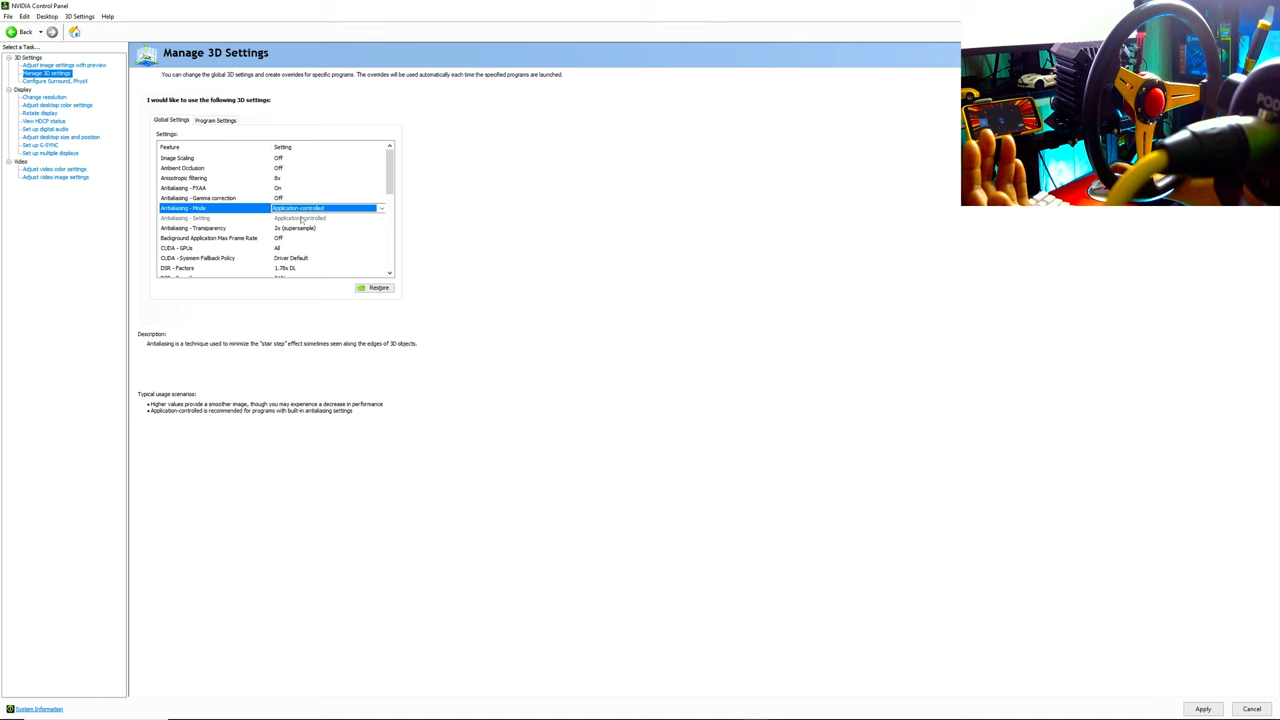 NVIDIA Control Panel
File Edit Desktop 3D Settings Help
Back
Select a Task...
3D Settings
Adjust image settings with preview
Manage 3D settings
Configure Surround, PhysX
Display
Change resolution
Adjust desktop color settings
Rotate display
View HDCP status
Set up digital audio
Adjust desktop size and position
Set up G-SYNC
Set up multiple displays
Video
Adjust video color settings
Adjust video image settings
Manage 3D Settings
You can change the global 3D settings and create overrides for specific programs. The overrides will be used automatically each time the specified programs are launched.
I would like to use the following 3D settings:
Global Settings Program Settings
Settings:
Feature Setting
Image Scaling Off
Ambient Occlusion Off
Anisotropic filtering 8x
Antialiasing - FXAA On
Antialiasing - Gamma correction Off
Antialiasing - Mode Application-controlled
Antialiasing - Setting Application-controlled
Antialiasing - Transparency 2x (supersample)
Background Application Max Frame Rate Off
CUDA - GPUs All
CUDA - Sysmem Fallback Policy Driver Default
DSR - Factors 1.78x DL
Restore
Description:
Antialiasing is a technique used to minimize the "stair step" effect sometimes seen along the edges of 3D objects.
Typical usage scenarios:
• Higher values provide a smoother image, though you may experience a decrease in performance
• Application-controlled is recommended for programs with built-in antialiasing settings
System Information
Apply Cancel